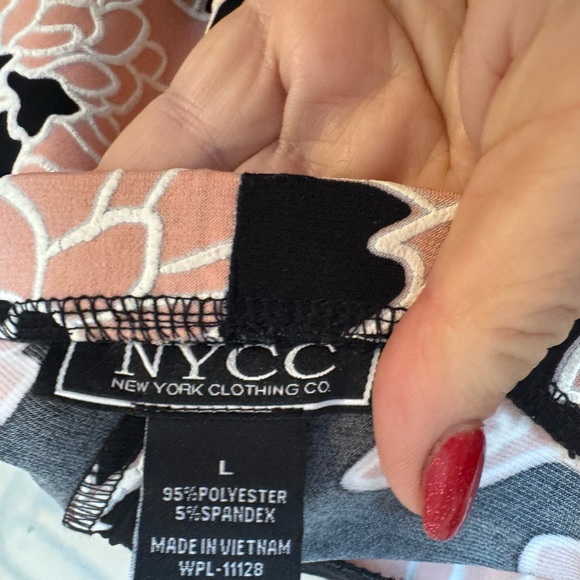 NYCC
NEW YORK CLOTHING CO.
L
95%POLYESTER
5%SPANDEX
MADE IN VIETNAM
WPL-11128